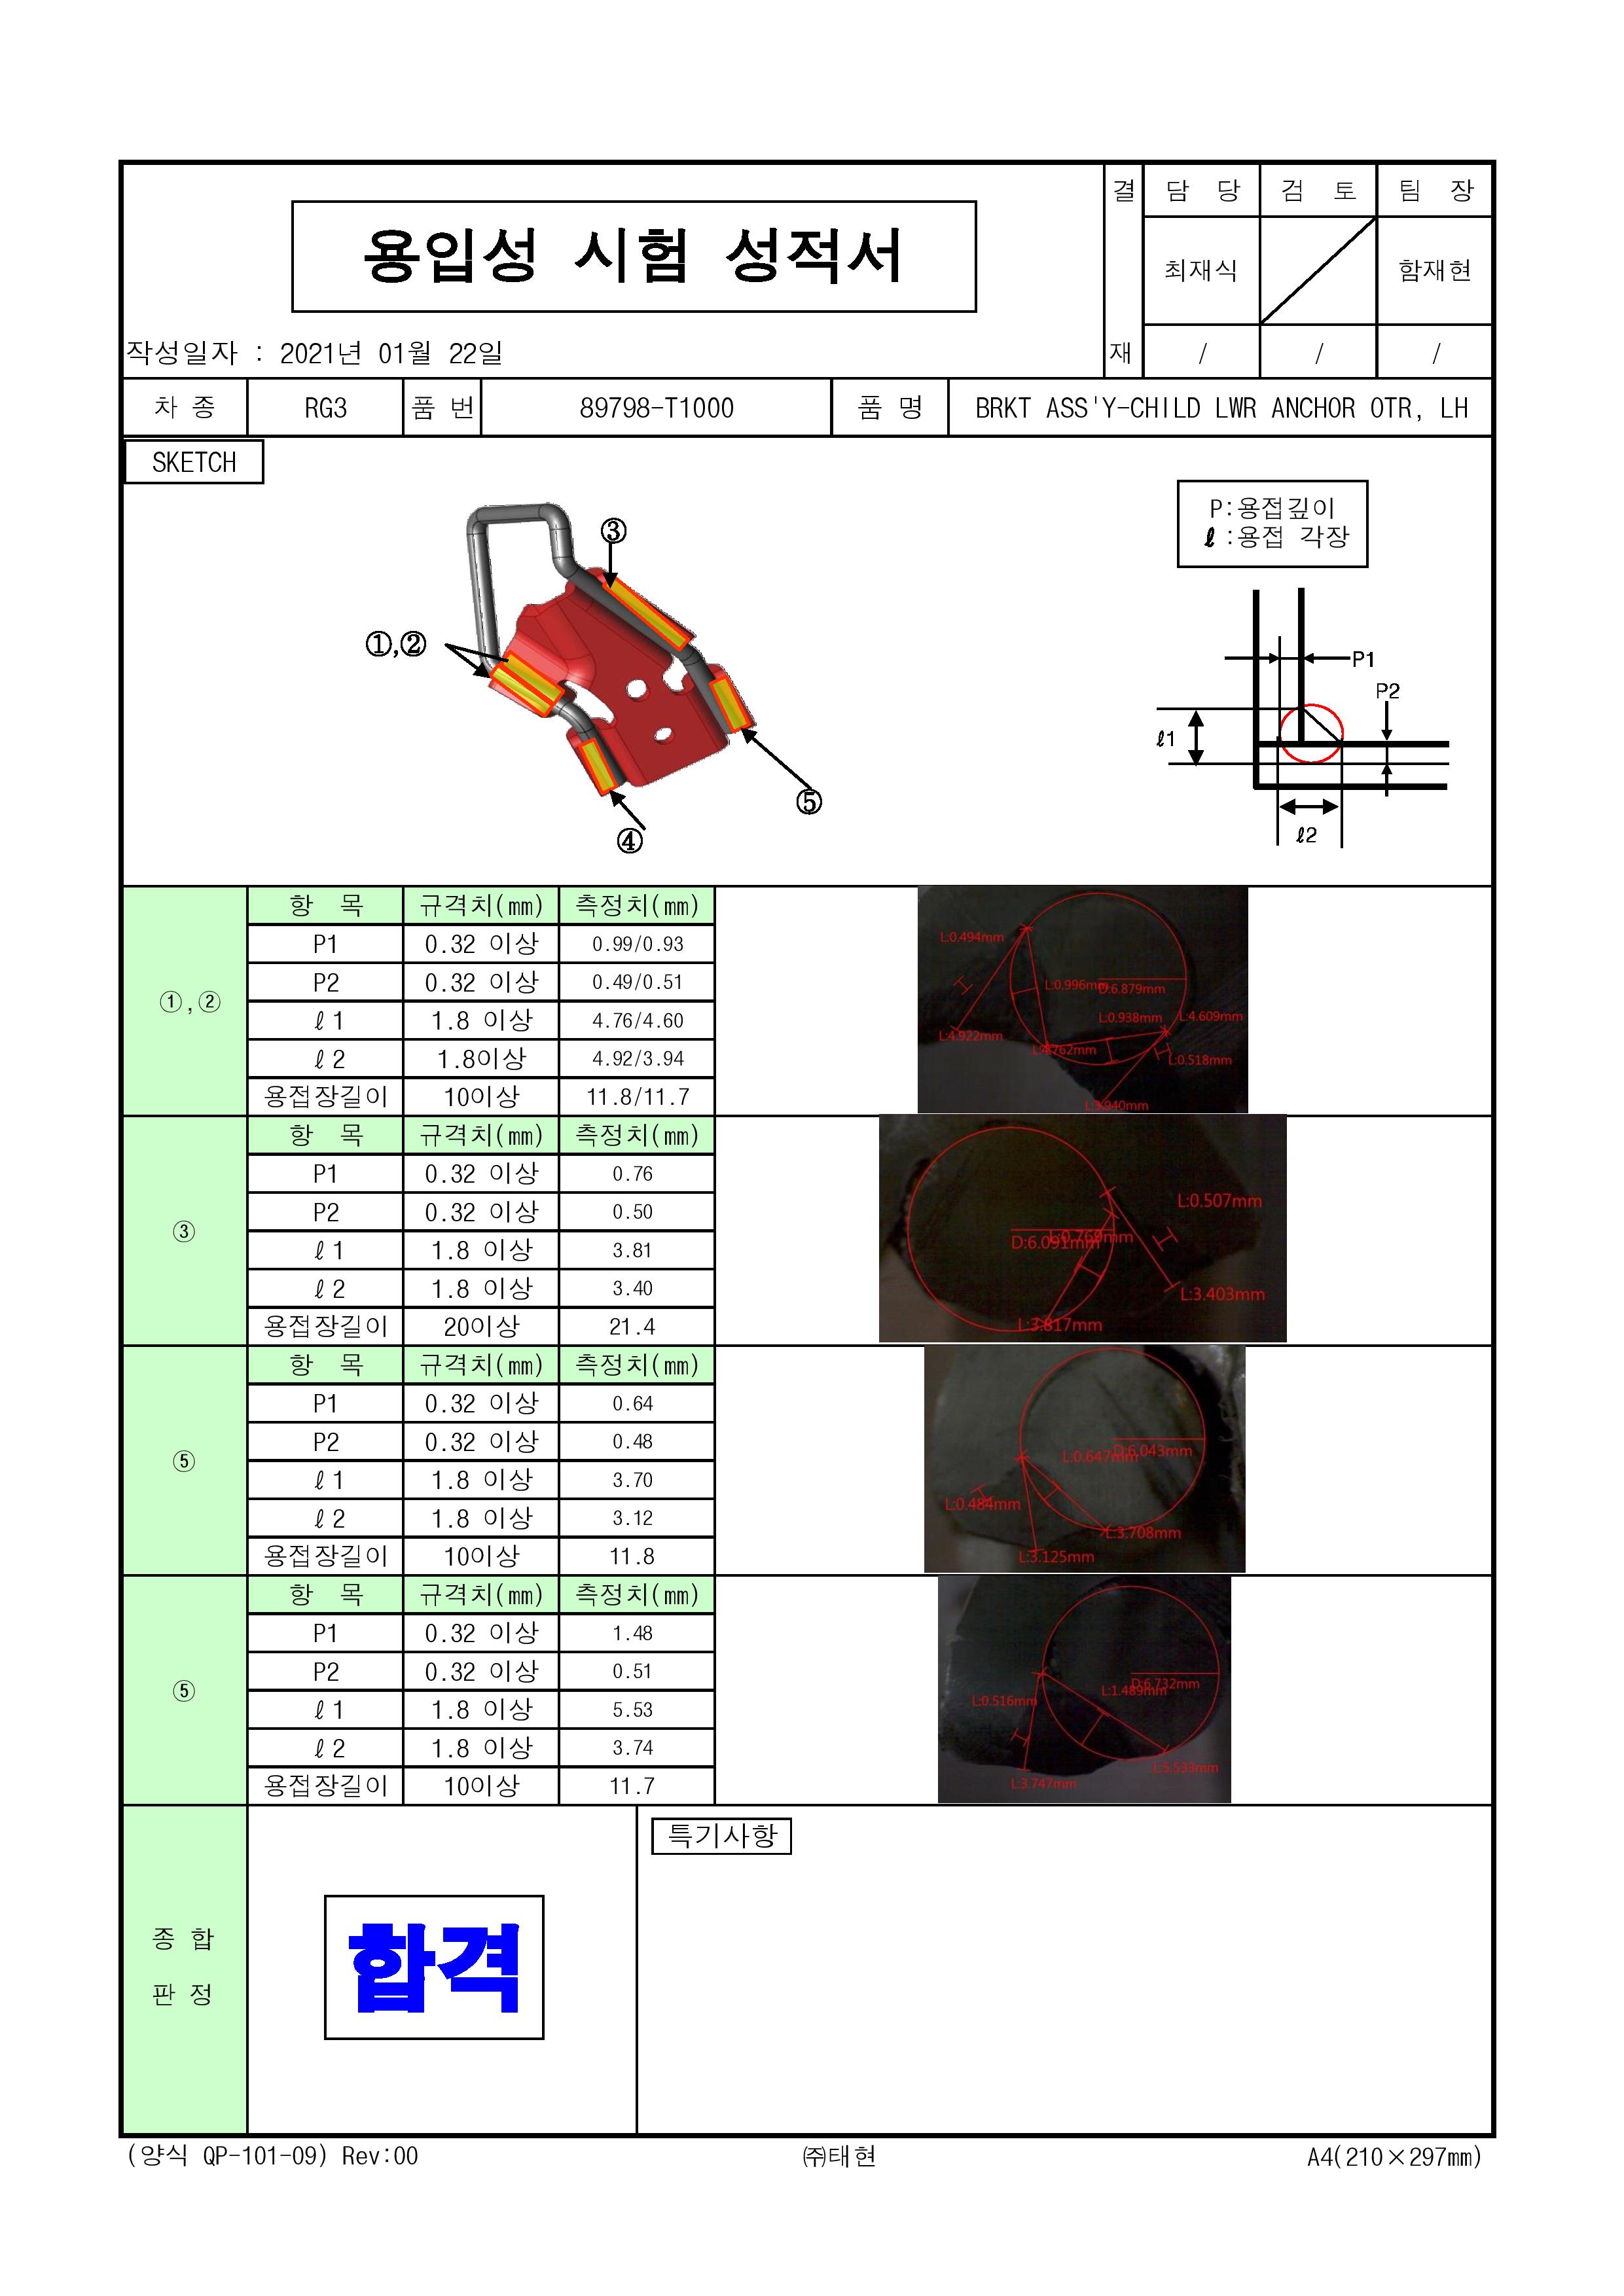 용입성 시험 성적서
결 재
담 당 검 토 팀 장
최재식 함재현
/ / /
작성일자 : 2021년 01월 22일
차 종 RG3 품 번 89798-T1000 품 명 BRKT ASS'Y-CHILD LWR ANCHOR OTR, LH
SKETCH
P:용접깊이
ℓ :용접 각장
③
①,②
⑤
④
P1
P2
ℓ1
ℓ2
①,②
항 목 규격치(㎜) 측정치(㎜)
P1 0.32 이상 0.99/0.93
P2 0.32 이상 0.49/0.51
ℓ1 1.8 이상 4.76/4.60
ℓ2 1.8이상 4.92/3.94
용접장길이 10이상 11.8/11.7
L:0.494mm
L:0.996mm
D:6.879mm
L:0.938mm
L:4.609mm
L:4.922mm
L:4.762mm
L:0.518mm
L:3.940mm
③
항 목 규격치(㎜) 측정치(㎜)
P1 0.32 이상 0.76
P2 0.32 이상 0.50
ℓ1 1.8 이상 3.81
ℓ2 1.8 이상 3.40
용접장길이 20이상 21.4
L:0.507mm
L:0.769mm
D:6.091mm
L:3.403mm
L:3.817mm
⑤
항 목 규격치(㎜) 측정치(㎜)
P1 0.32 이상 0.64
P2 0.32 이상 0.48
ℓ1 1.8 이상 3.70
ℓ2 1.8 이상 3.12
용접장길이 10이상 11.8
L:0.647mm
D:6.043mm
L:0.484mm
L:3.708mm
L:3.125mm
⑤
항 목 규격치(㎜) 측정치(㎜)
P1 0.32 이상 1.48
P2 0.32 이상 0.51
ℓ1 1.8 이상 5.53
ℓ2 1.8 이상 3.74
용접장길이 10이상 11.7
D:6.732mm
L:1.489mm
L:0.516mm
L:5.533mm
L:3.747mm
종 합
판 정
합격
특기사항
(양식 QP-101-09) Rev:00 ㈜태현 A4(210×297㎜)